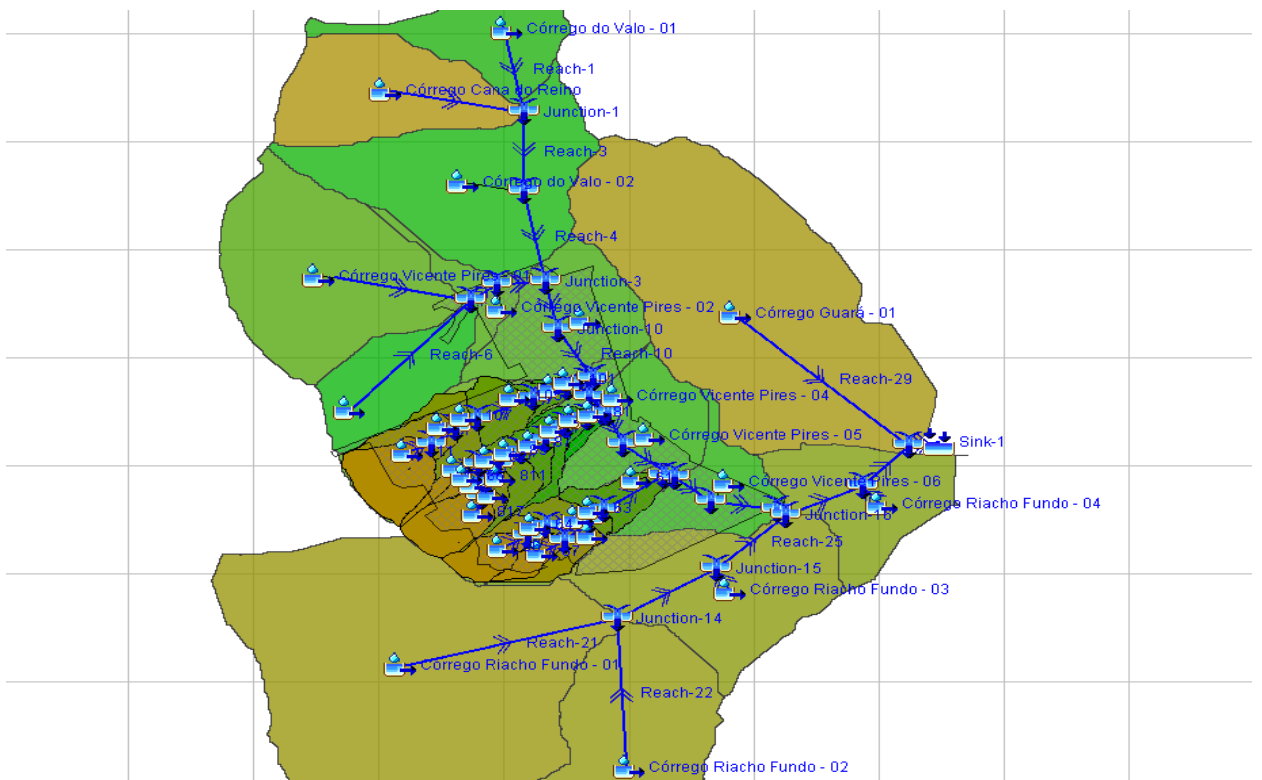 Córrego do Valo - 01
Reach-1
Córrego Cana do Reino
Junction-1
Reach-3
Córrego do Valo - 02
Reach-4
Córrego Vicente Pires - 01
Junction-3
Córrego Vicente Pires - 02
Córrego Guará - 01
Junction-10
Reach-10
Reach-6
Reach-29
Córrego Vicente Pires - 04
Córrego Vicente Pires - 05
Sink-1
811
Córrego Vicente Pires - 06
Córrego Riacho Fundo - 04
Junction-16
Reach-25
Junction-15
Córrego Riacho Fundo - 03
Junction-14
Reach-21
Córrego Riacho Fundo - 01
Reach-22
Córrego Riacho Fundo - 02